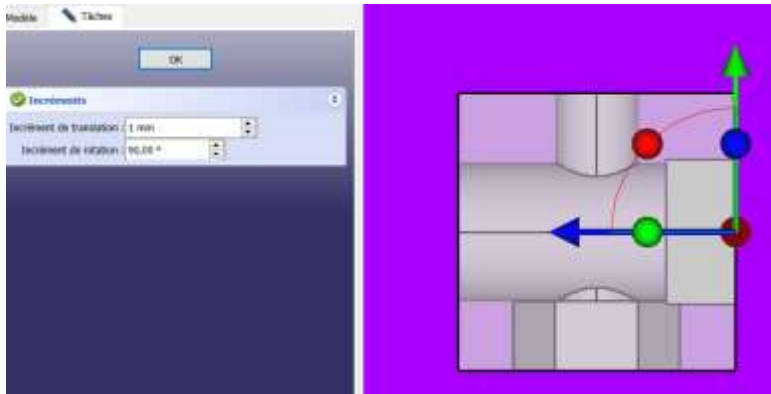 Modèle Tâches
OK
Incréments
Incrément de translation : 1 mm
Incrément de rotation : 90,00 °